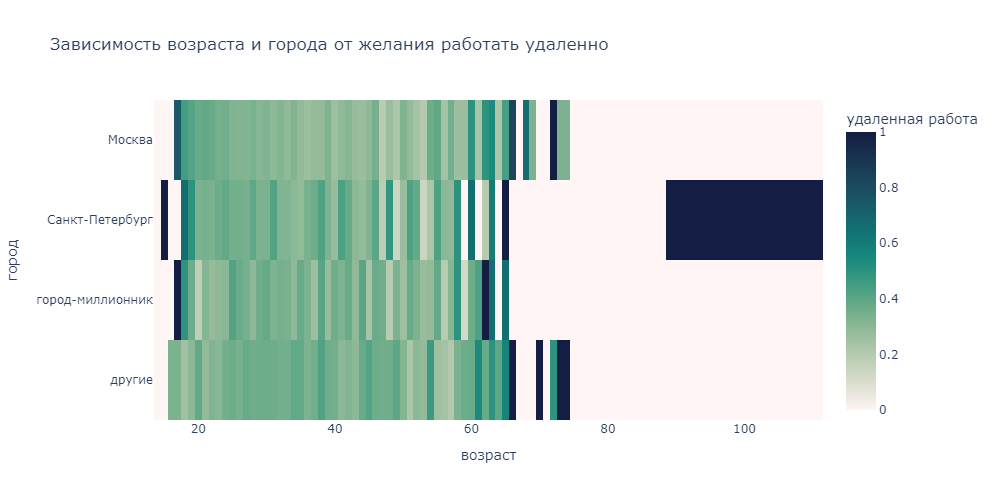 Зависимость возраста и города от желания работать удаленно
удаленная работа
1
0.8
0.6
0.4
0.2
0
город
Москва
Санкт-Петербург
город-миллионник
другие
20 40 60 80 100
возраст